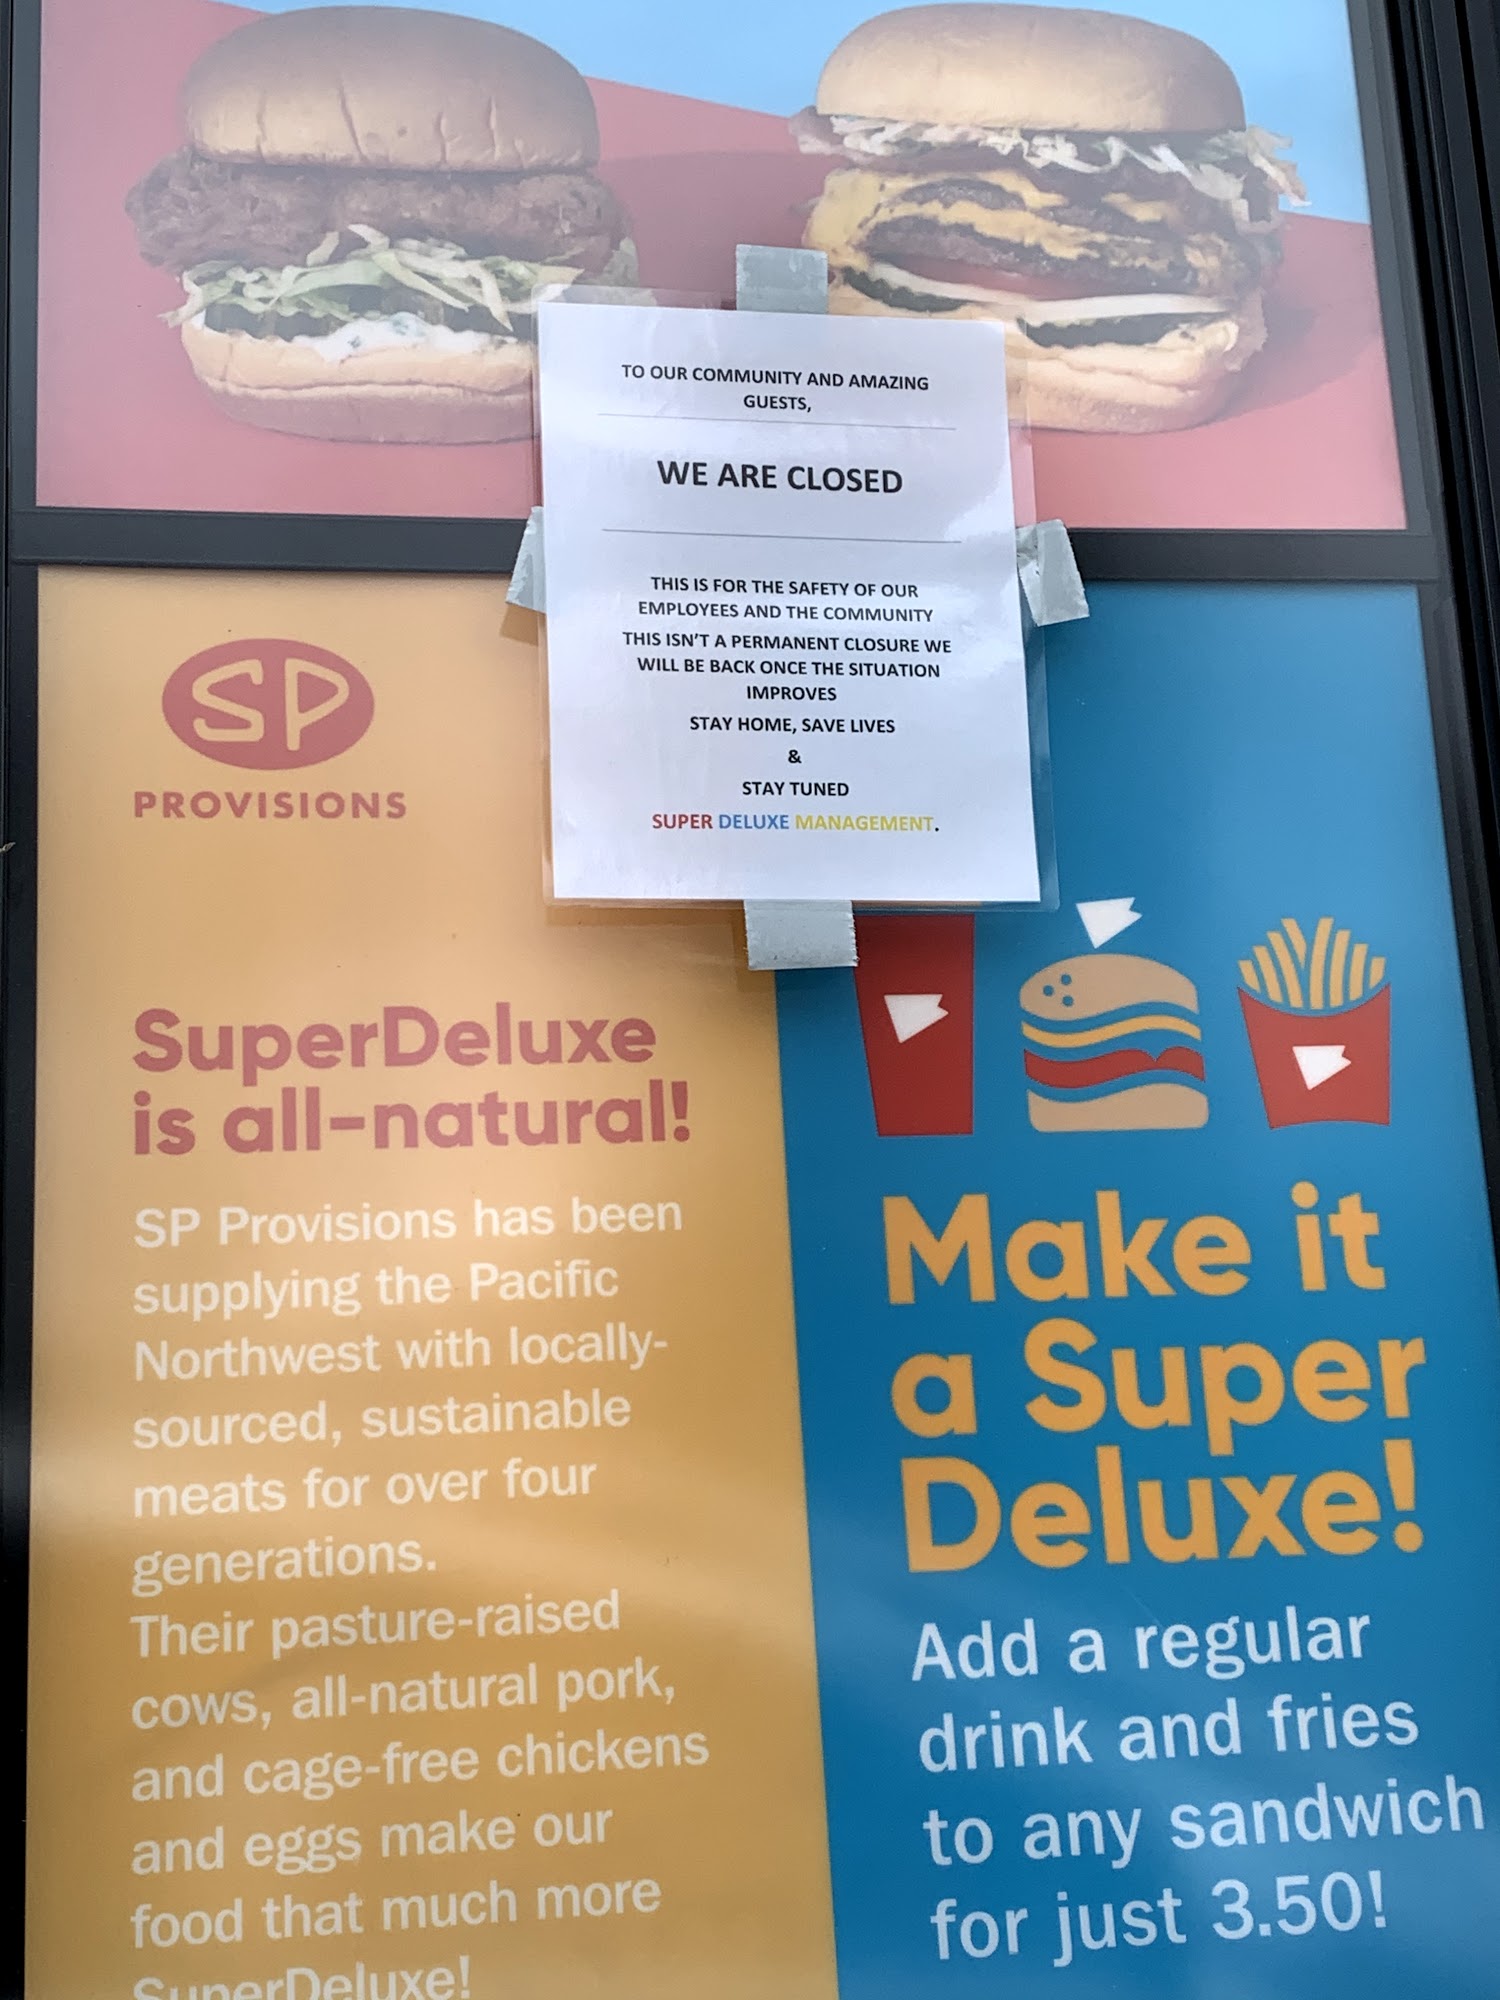 TO OUR COMMUNITY AND AMAZING
GUESTS,
WE ARE CLOSED
THIS IS FOR THE SAFETY OF OUR
EMPLOYEES AND THE COMMUNITY
THIS ISN'T A PERMANENT CLOSURE WE
WILL BE BACK ONCE THE SITUATION
IMPROVES
STAY HOME, SAVE LIVES
&
STAY TUNED
SUPER DELUXE MANAGEMENT.
SP
PROVISIONS
SuperDeluxe
is all-natural!
SP Provisions has been
supplying the Pacific
Northwest with locally-
sourced, sustainable
meats for over four
generations.
Their pasture-raised
cows, all-natural pork,
and cage-free chickens
and eggs make our
food that much more
SuperDeluxe!
Make it
a Super
Deluxe!
Add a regular
drink and fries
to any sandwich
for just 3.50!